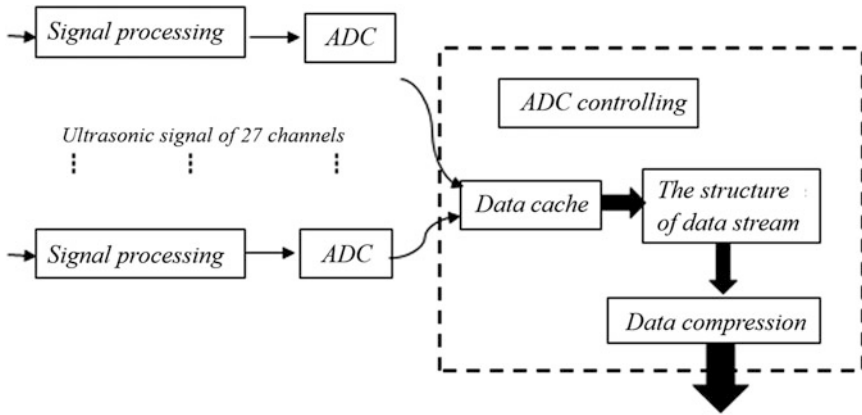 Signal processing
ADC
ADC controlling
Ultrasonic signal of 27 channels
Data cache
The structure
of data stream
Signal processing
ADC
Data compression